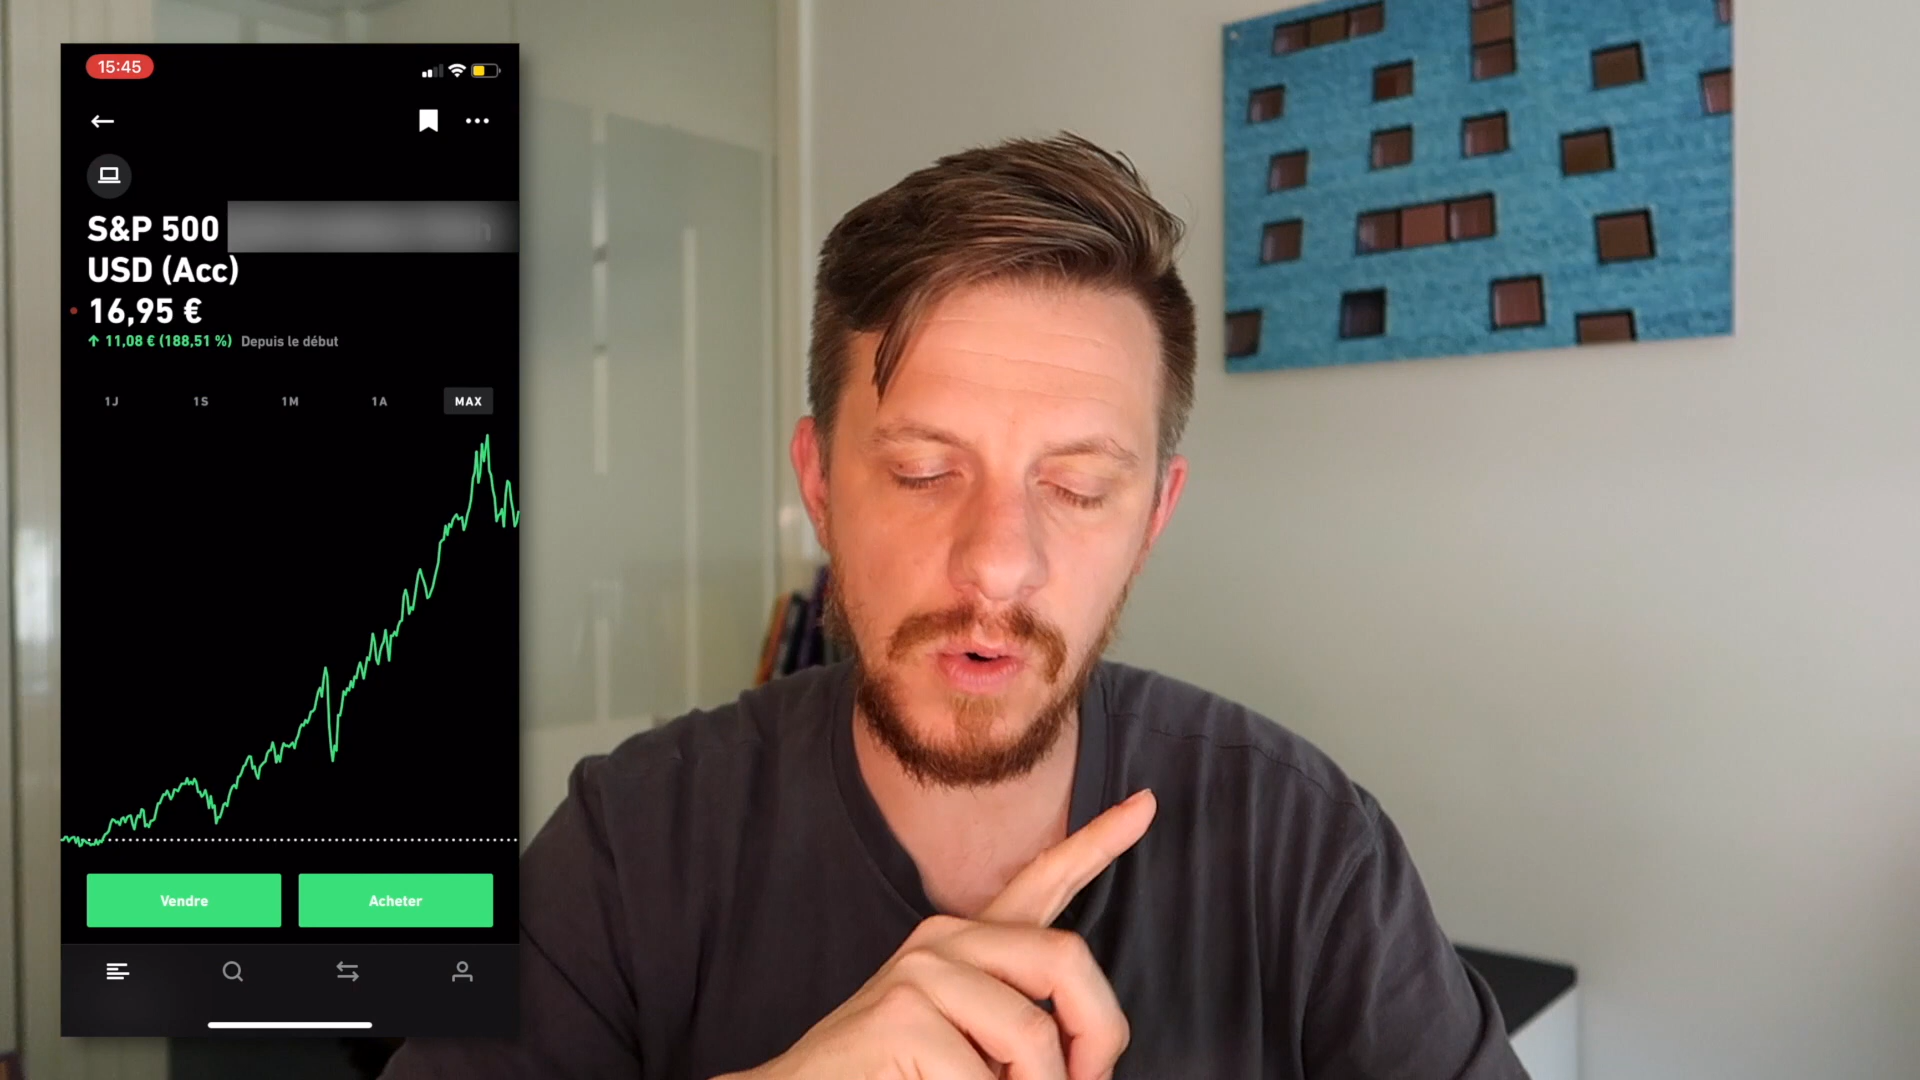 15:45
S&P 500
USD (Acc)
16,95 €
↑ 11,08 € (188,51 %) Depuis le début
1J 1S 1M 1A MAX
Vendre Acheter